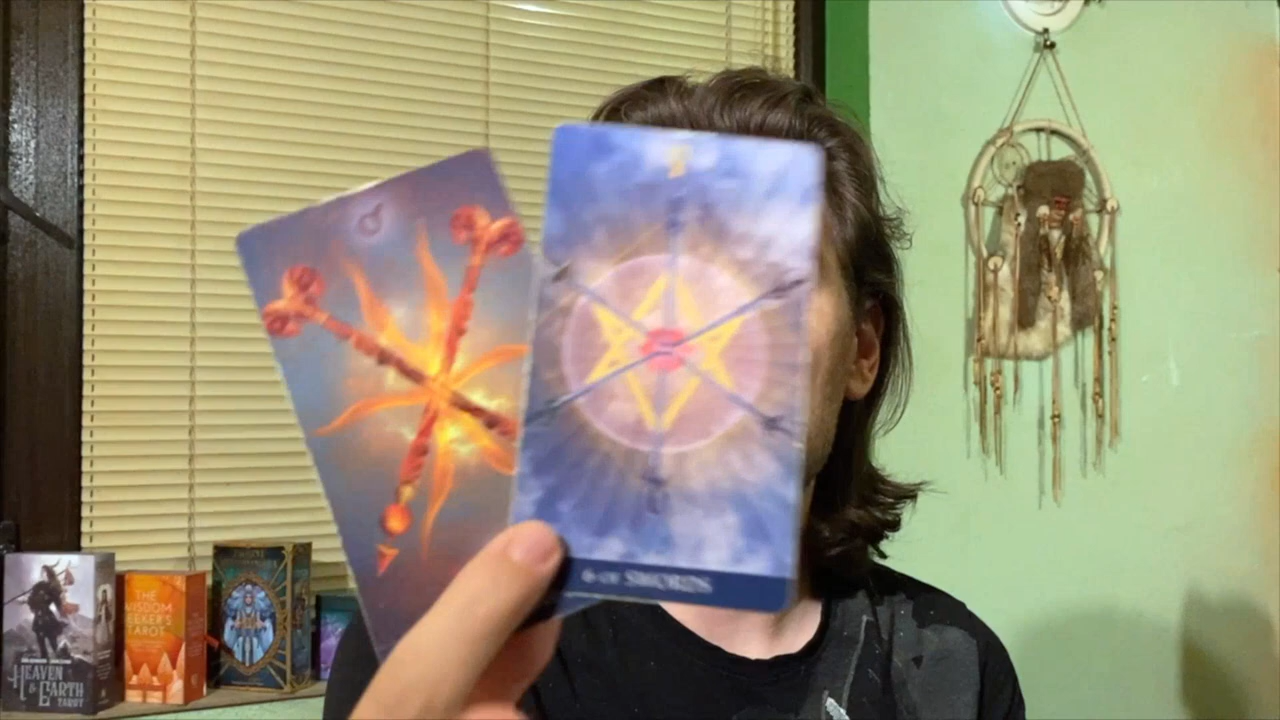 6 OF SWORDS
THE
WISDOM
SEEKER'S
TAROT
HEAVEN
& EARTH
TAROT